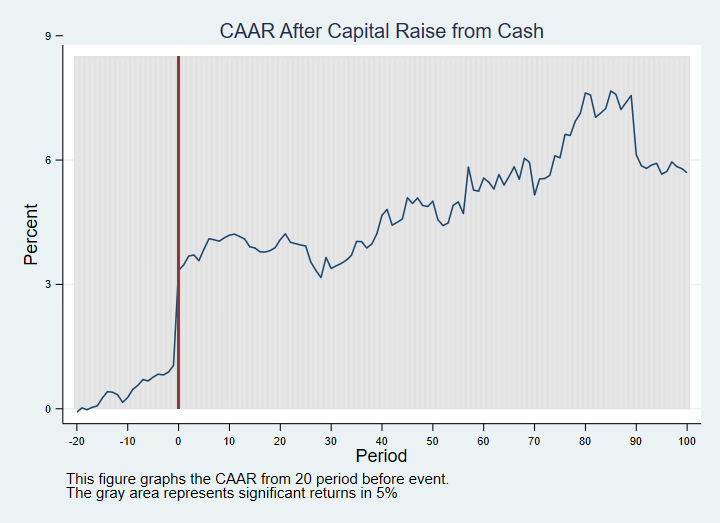 CAAR After Capital Raise from Cash
9
6
3
0
Percent
-20 -10 0 10 20 30 40 50 60 70 80 90 100
Period
This figure graphs the CAAR from 20 period before event.
The gray area represents significant returns in 5%